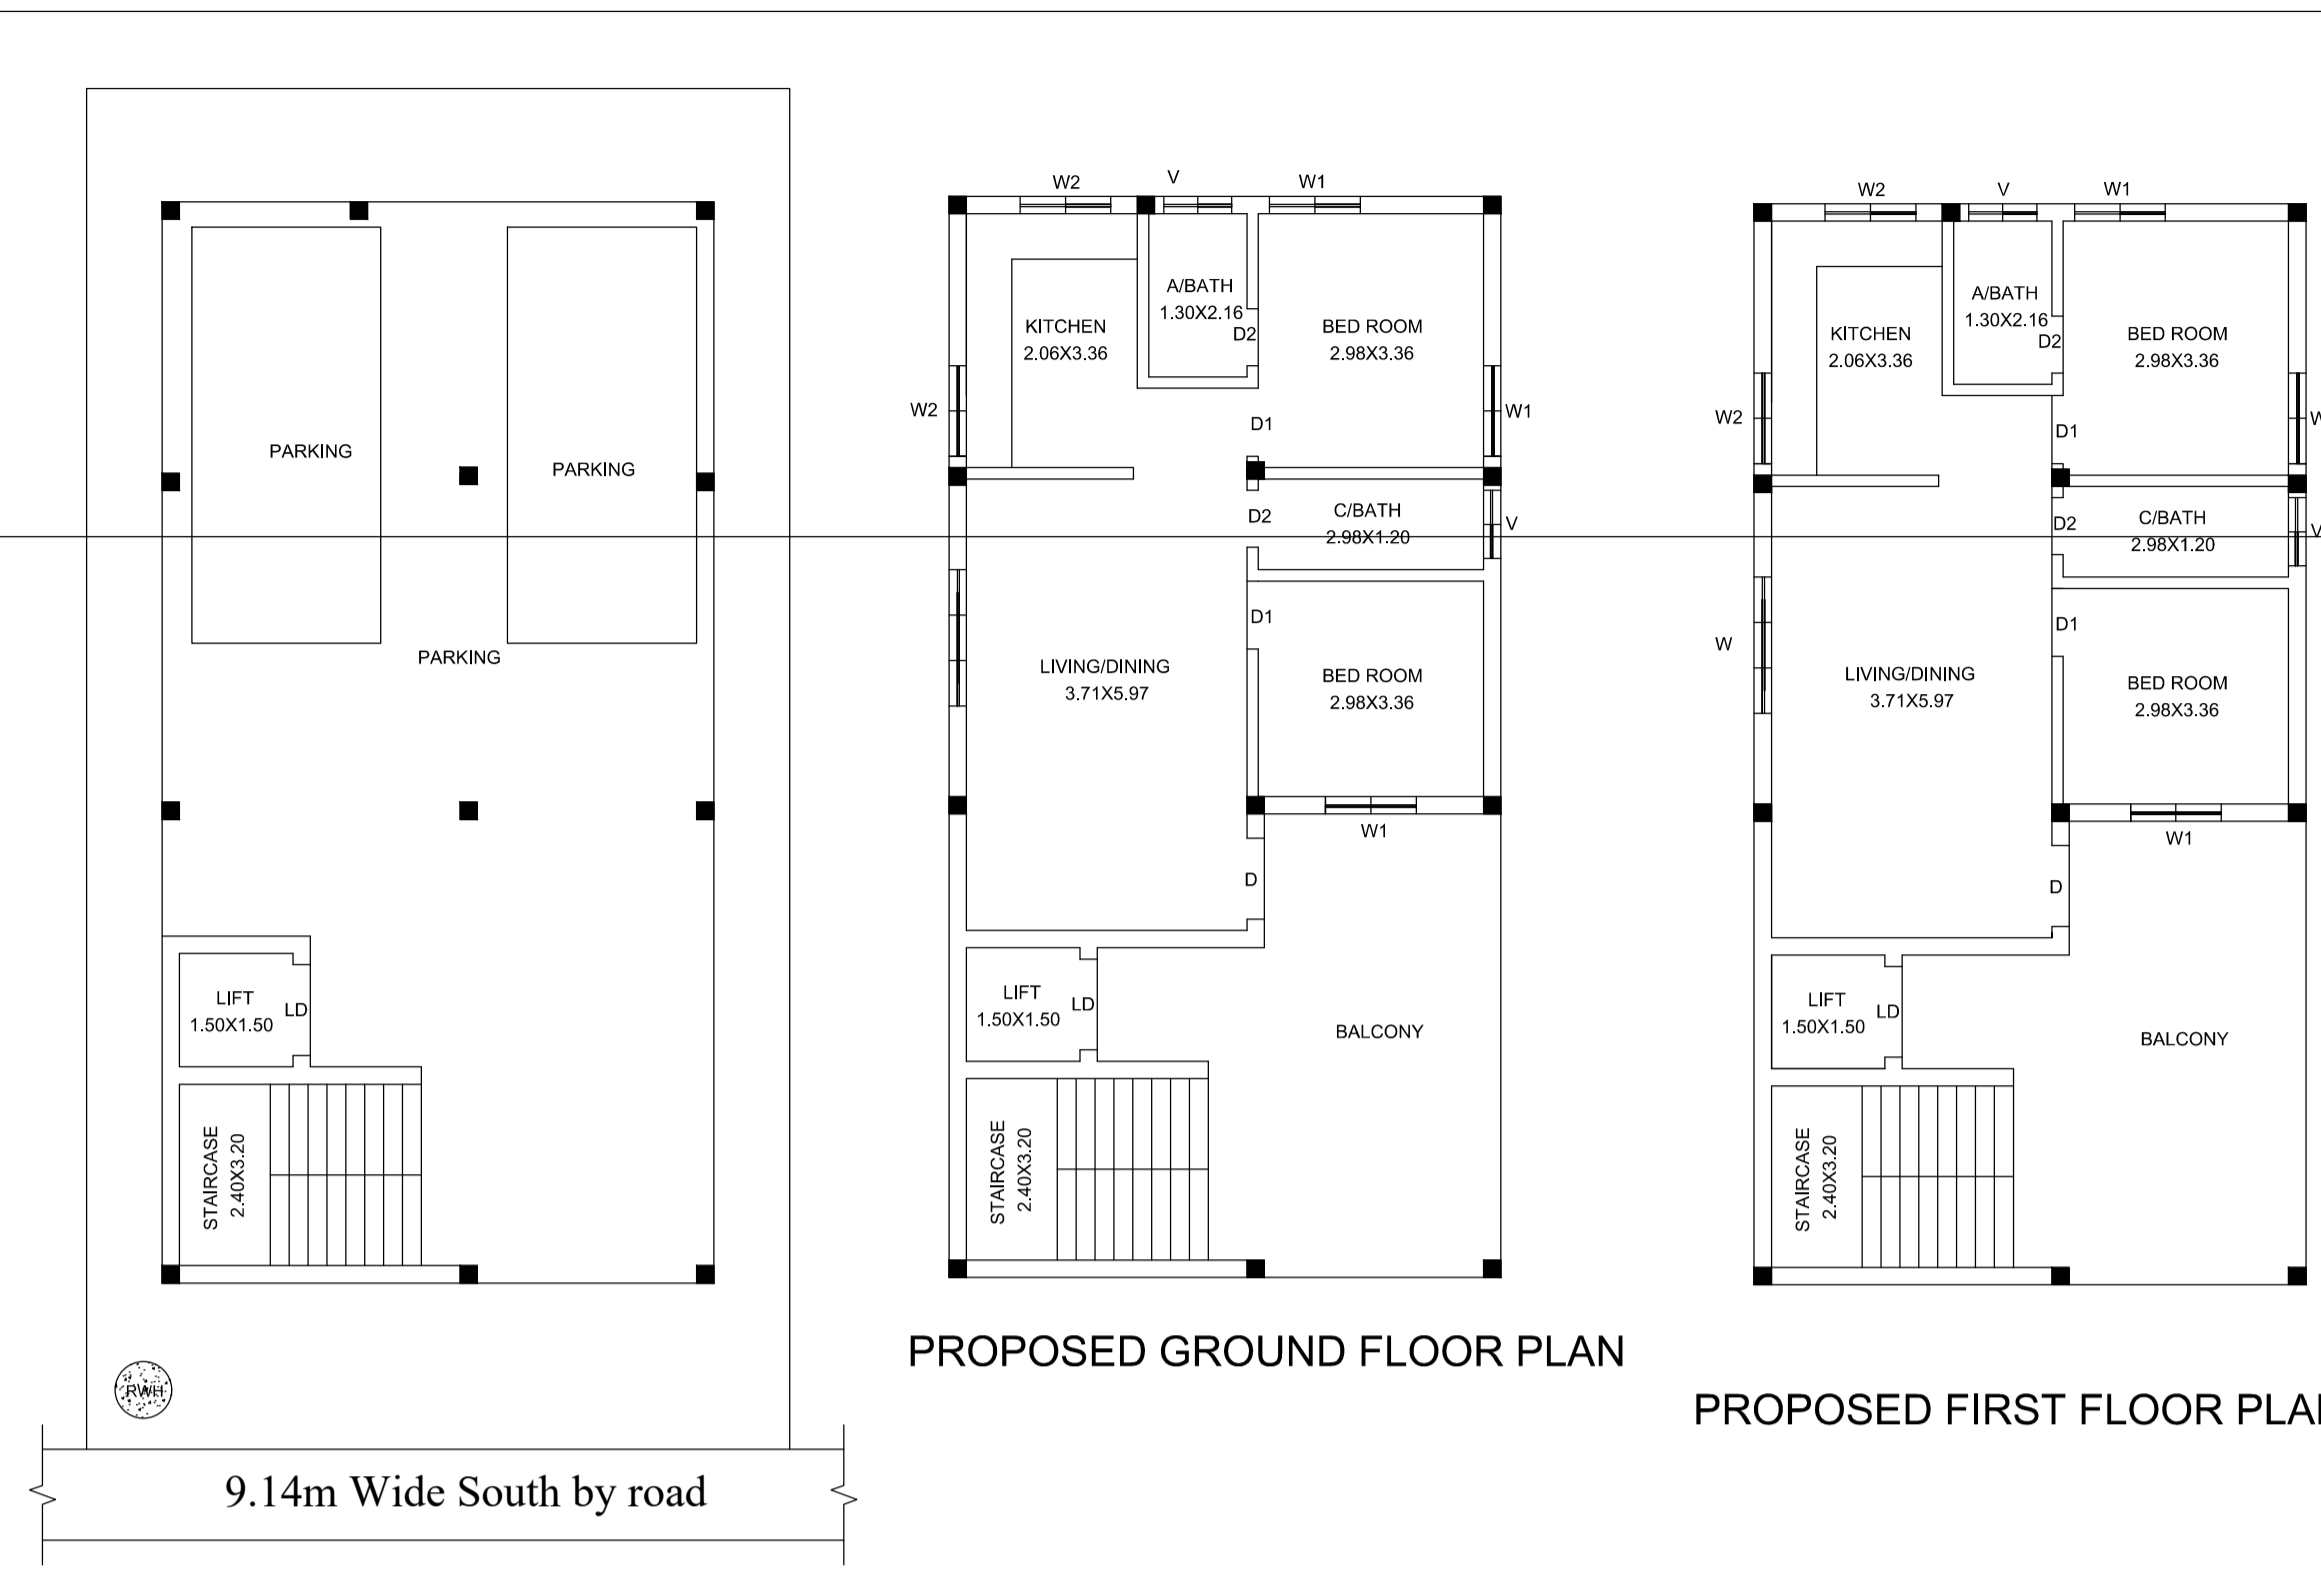 PARKING
PARKING
PARKING
LIFT
1.50X1.50
LD
STAIRCASE
2.40X3.20
RWH
9.14m Wide South by road
W2
V
W1
A/BATH
1.30X2.16
D2
KITCHEN
2.06X3.36
BED ROOM
2.98X3.36
W2
D1
W1
C/BATH
2.98X1.20
D2
V
D1
LIVING/DINING
3.71X5.97
BED ROOM
2.98X3.36
W1
D
LIFT
1.50X1.50
LD
BALCONY
STAIRCASE
2.40X3.20
PROPOSED GROUND FLOOR PLAN
W2
V
W1
A/BATH
1.30X2.16
D2
KITCHEN
2.06X3.36
BED ROOM
2.98X3.36
W2
D1
C/BATH
2.98X1.20
D2
V
D1
W
LIVING/DINING
3.71X5.97
BED ROOM
2.98X3.36
W1
D
LIFT
1.50X1.50
LD
BALCONY
STAIRCASE
2.40X3.20
PROPOSED FIRST FLOOR